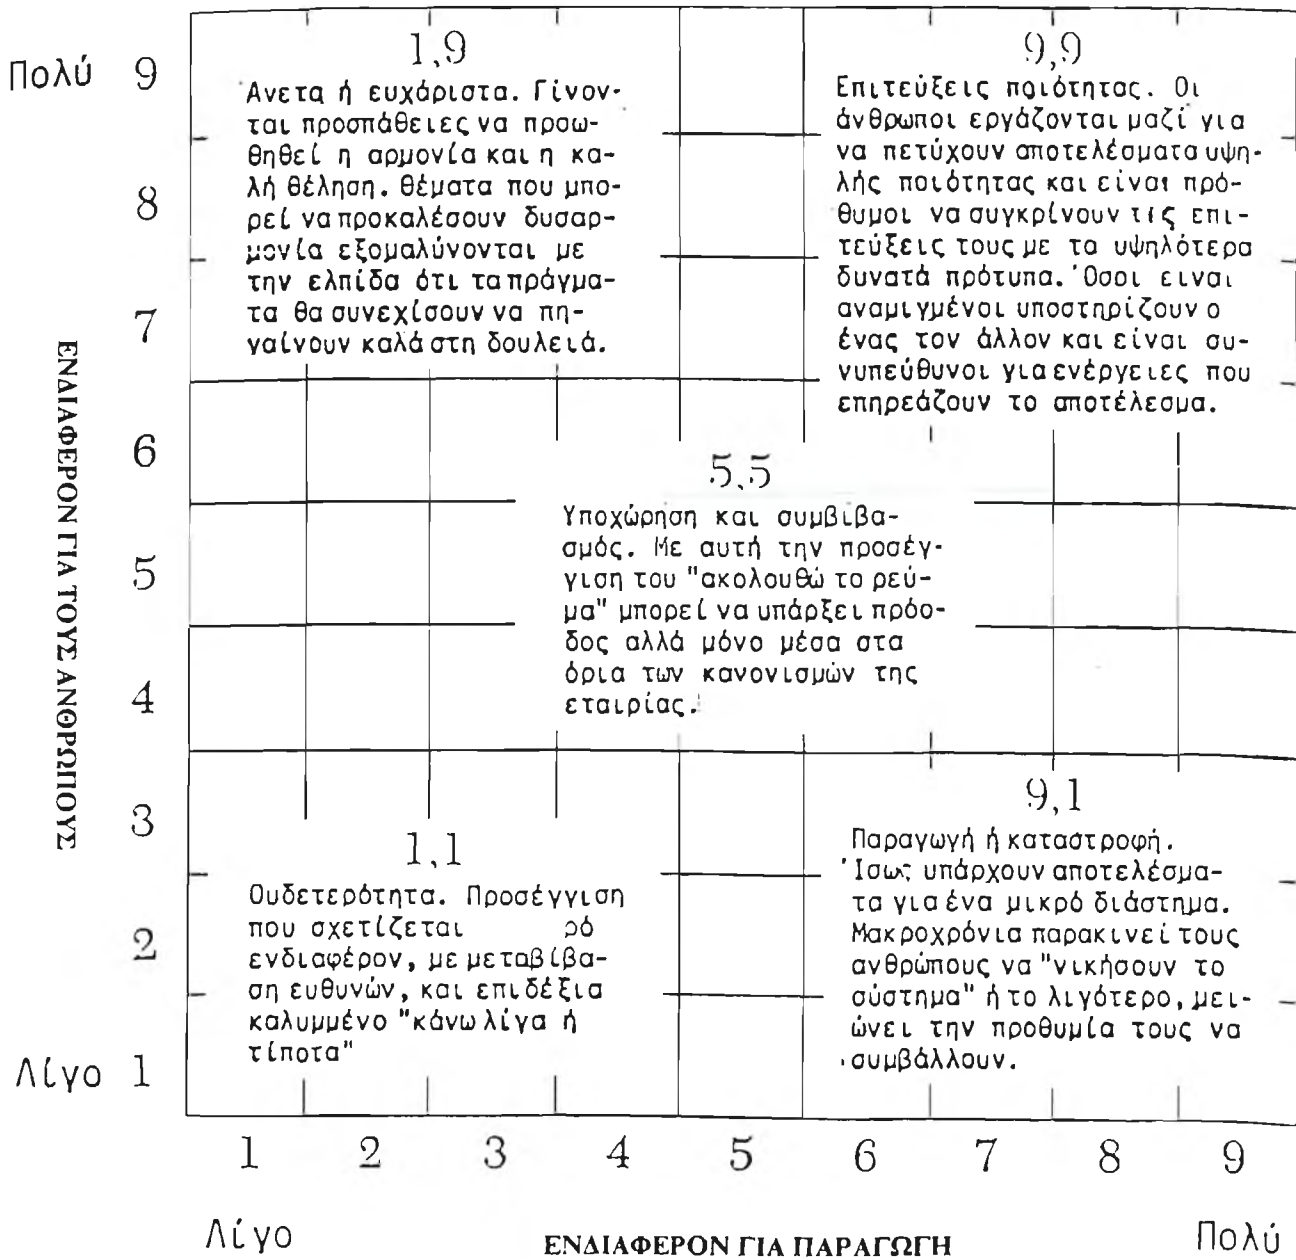 1,9
Ανετα ή ευχάριστα. Γίνον-
ται προσπάθειες να προω-
θηθεί η αρμονία και η κα-
λή θέληση. θέματα που μπο-
ρεί να προκαλέσουν δυσαρ-
μονία εξομαλύνονται με
την ελπίδα ότι τα πράγμα-
τα θα συνεχίσουν να πη-
γαίνουν καλά στη δουλειά.
9,9
Επιτεύξεις ποιότητας. Οι
άνθρωποι εργάζονται μαζί για
να πετύχουν αποτελέσματα υψη-
λής ποιότητας και είναι πρό-
θυμοι να συγκρίνουν τις επι-
τεύξεις τους με τα υψηλότερα
δυνατά πρότυπα. Όσοι ειναι
αναμιγμένοι υποστηρίζουν ο
ένας τον άλλον και είναι συ-
νυπεύθυνοι για ενέργειες που
επηρεάζουν το αποτέλεσμα.
5,5
Υποχώρηση και συμβιβα-
σμός. Με αυτή την προσέγ-
γιση του "ακολουθώ το ρεύ-
μα" μπορεί να υπάρξει πρόο-
δος αλλά μόνο μέσα στα
όρια των κανονισμών της
εταιρίας.
1,1
Ουδετερότητα. Προσέγγιση
που σχετίζεται
ενδιαφέρον, με μεταβίβα-
ση ευθυνών, και επιδέξια
καλυμμένο "κάνω λίγα ή
τίποτα"
9,1
Παραγωγή ή καταστροφή.
Ίσως υπάρχουν αποτελέσμα-
τα για ένα μικρό διάστημα.
Μακροχρόνια παρακινεί τους
ανθρώπους να "νικήσουν το
σύστημα" ή το λιγότερο, μει-
ώνει την προθυμία τους να
συμβάλλουν.
Πολύ 9
8
7
6
5
4
3
2
Λίγο 1
ΕΝΔΙΑΦΕΡΟΝ ΓΙΑ ΤΟΥΣ ΑΝΘΡΩΠΟΥΣ
1 2 3 4 5 6 7 8 9
Λίγο ΕΝΔΙΑΦΕΡΟΝ ΓΙΑ ΠΑΡΑΓΩΓΗ Πολύ